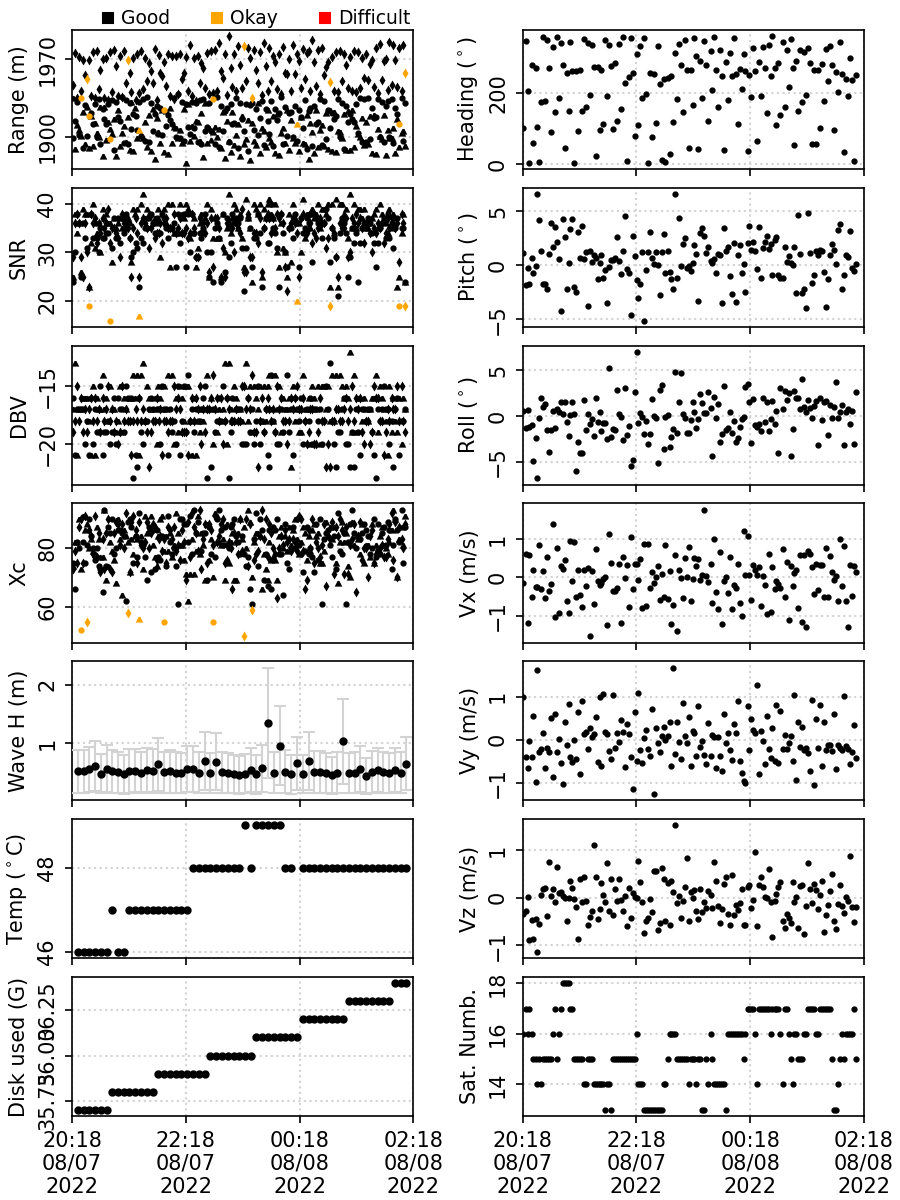 Good Okay Difficult
Range (m)
1970
1900
Heading (°)
200
0
SNR
40
30
20
Pitch (°)
5
0
−5
DBV
−15
−20
Roll (°)
5
0
−5
Xc
80
60
Vx (m/s)
1
0
−1
Wave H (m)
2
1
Vy (m/s)
1
0
−1
Temp (°C)
48
46
Vz (m/s)
1
0
−1
Disk used (G)
36.25
36.00
35.75
Sat. Numb.
18
16
14
20:18 22:18 00:18 02:18
08/07 08/07 08/08 08/08
2022 2022 2022 2022
20:18 22:18 00:18 02:18
08/07 08/07 08/08 08/08
2022 2022 2022 2022